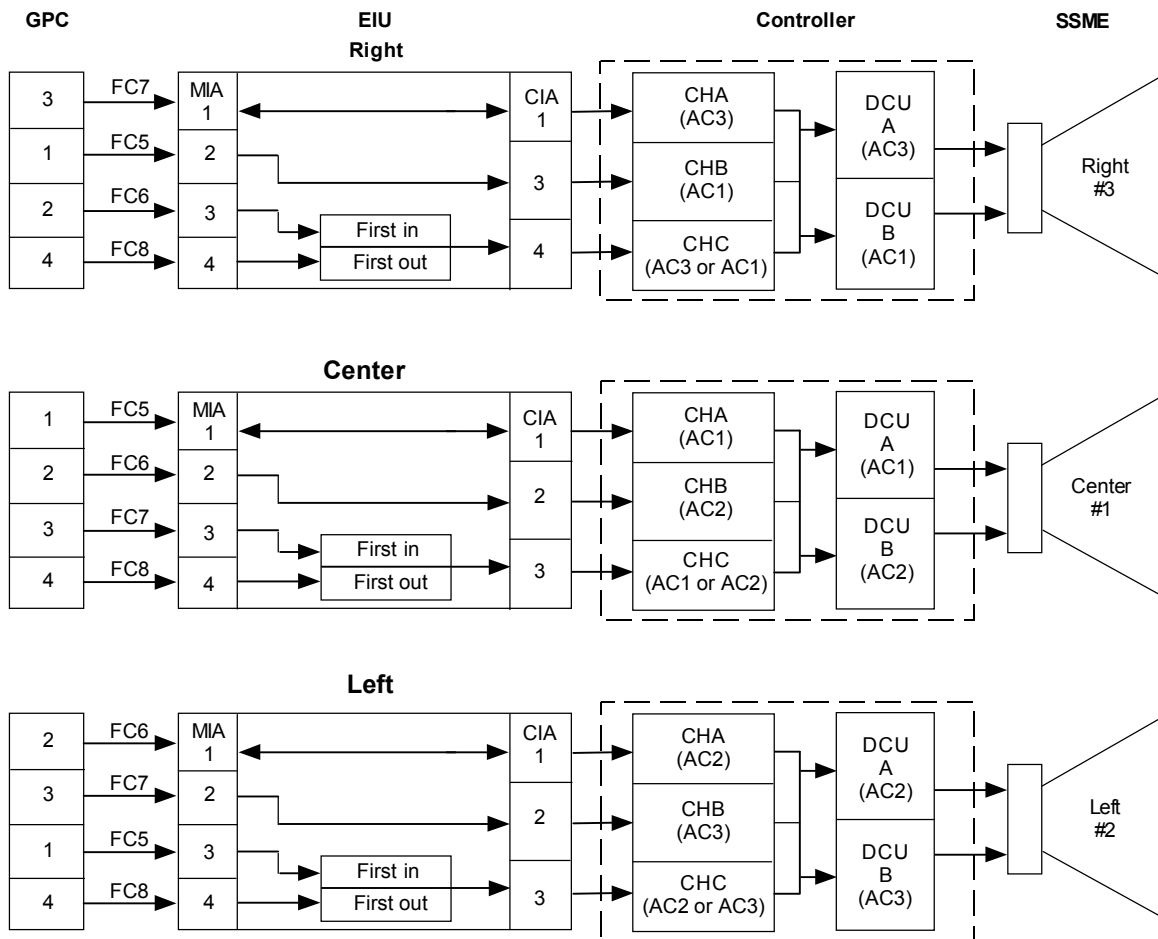 GPC
EIU
Controller
SSME
Right
3
1
2
4
FC7
FC5
FC6
FC8
MIA
1
2
3
4
First in
First out
CIA
1
3
4
CHA
(AC3)
CHB
(AC1)
CHC
(AC3 or AC1)
DCU
A
(AC3)
DCU
B
(AC1)
Right
#3
Center
1
2
3
4
FC5
FC6
FC7
FC8
MIA
1
2
3
4
First in
First out
CIA
1
2
3
CHA
(AC1)
CHB
(AC2)
CHC
(AC1 or AC2)
DCU
A
(AC1)
DCU
B
(AC2)
Center
#1
Left
2
3
1
4
FC6
FC7
FC5
FC8
MIA
1
2
3
4
First in
First out
CIA
1
2
3
CHA
(AC2)
CHB
(AC3)
CHC
(AC2 or AC3)
DCU
A
(AC2)
DCU
B
(AC3)
Left
#2